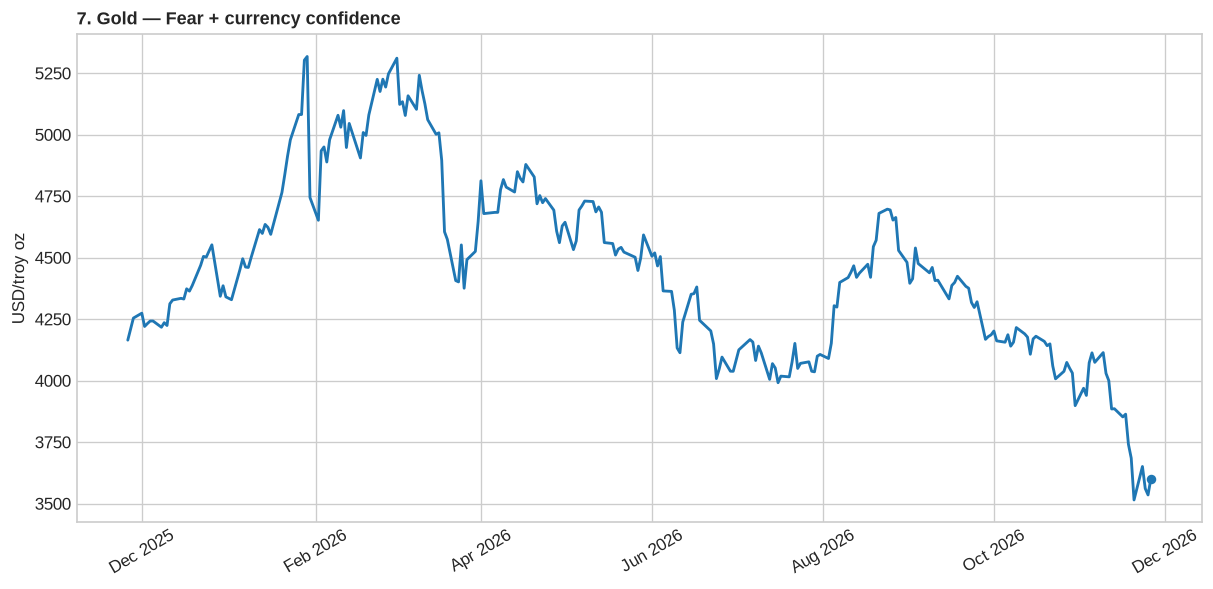 7. Gold — Fear + currency confidence
USD/troy oz
5250
5000
4750
4500
4250
4000
3750
3500
Dec 2025
Feb 2026
Apr 2026
Jun 2026
Aug 2026
Oct 2026
Dec 2026